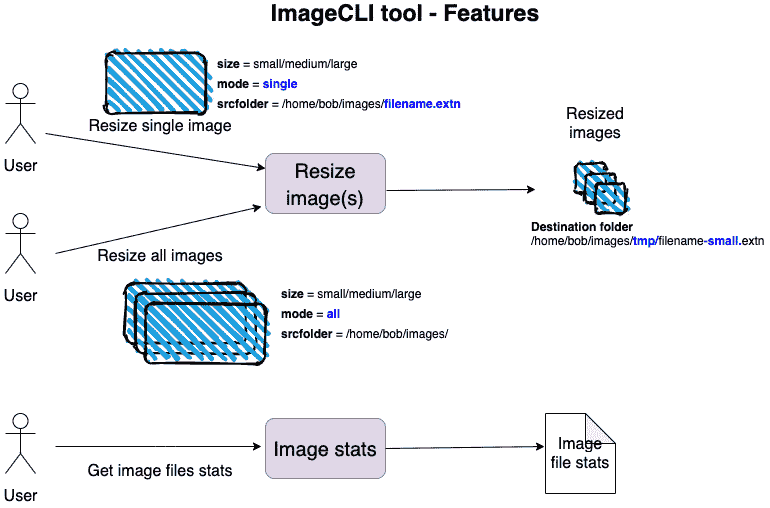 ImageCLI tool - Features
size = small/medium/large
mode = single
srcfolder = /home/bob/images/filename.extn
Resize single image
User
Resize
image(s)
Resized
images
Destination folder
/home/bob/images/tmp/filename-small.extn
Resize all images
User
size = small/medium/large
mode = all
srcfolder = /home/bob/images/
User
Get image files stats
Image stats
Image
file stats